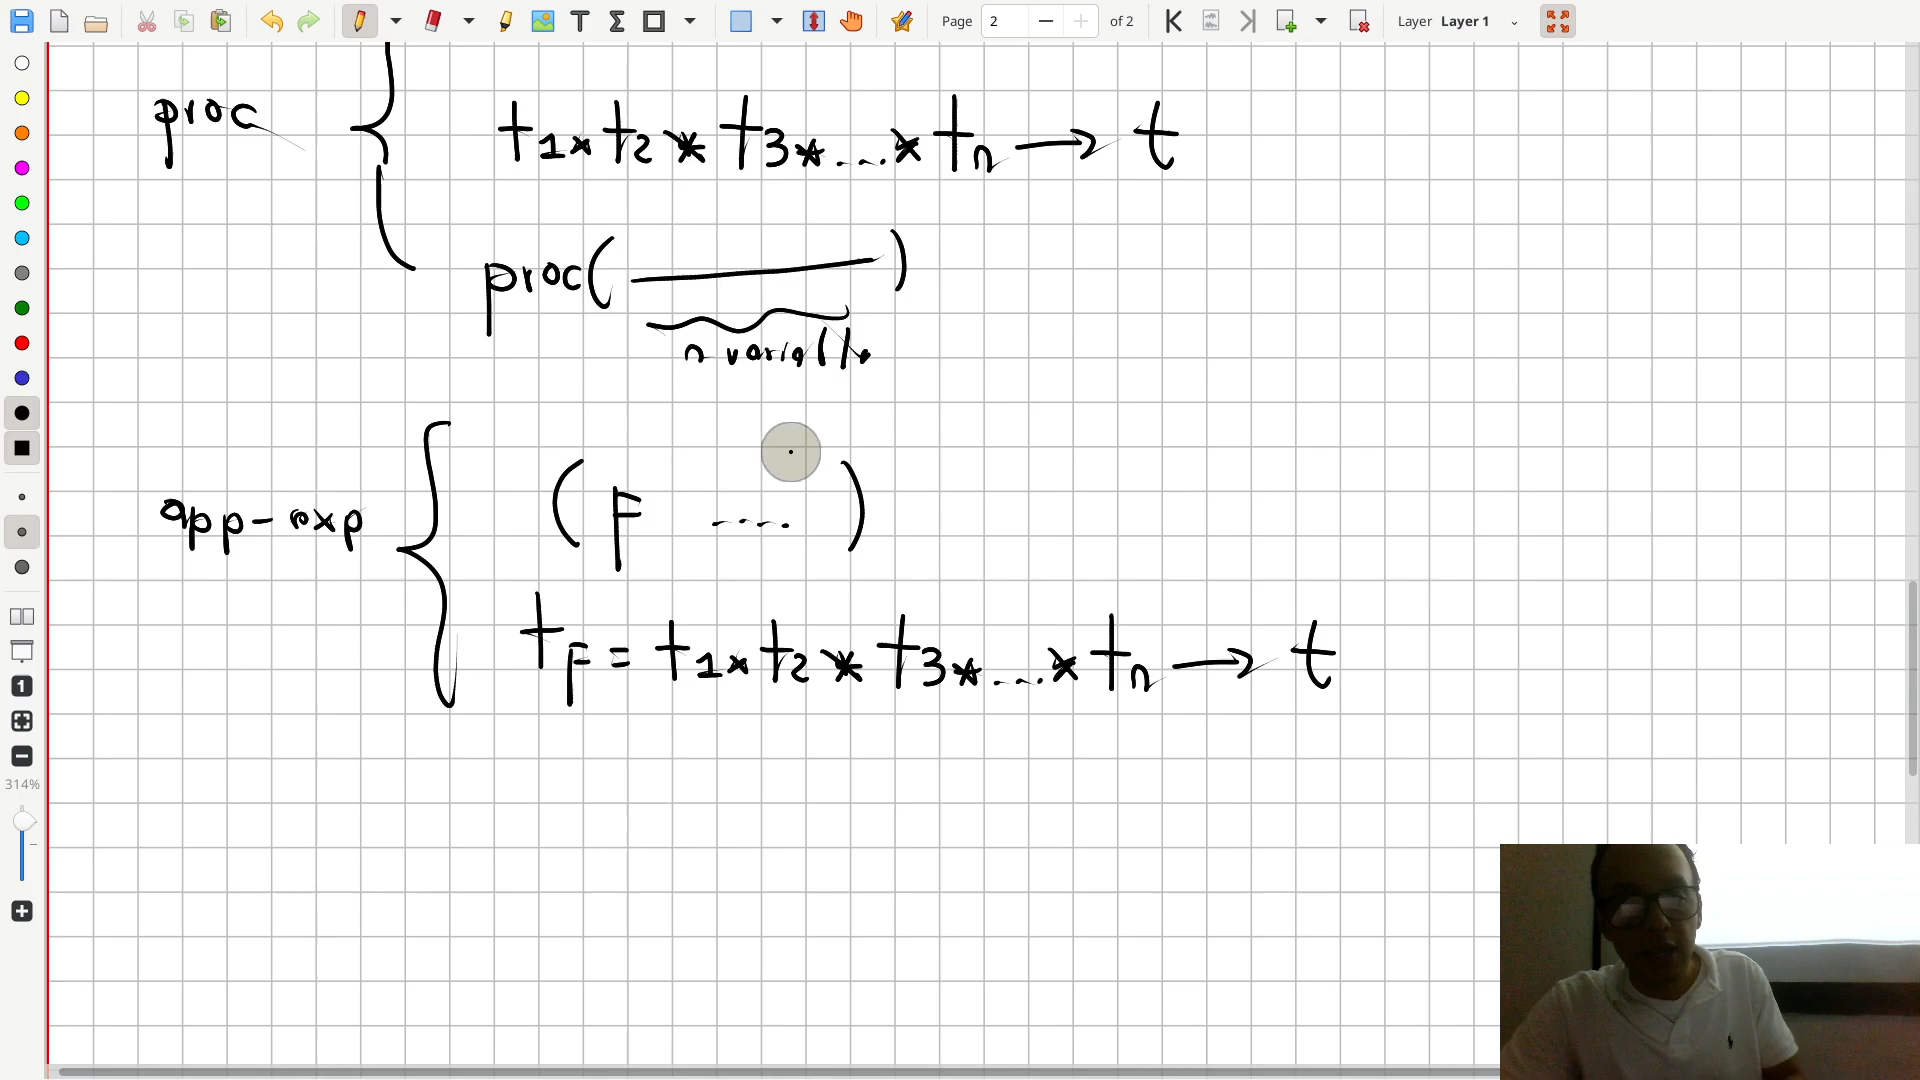 Page 2 of 2 Layer Layer 1
proc
t1 * t2 * t3 * .... * tn → t
proc( )
app-exp
( F .... )
tF = t1 * t2 * t3 * .... * tn → t
1
314%